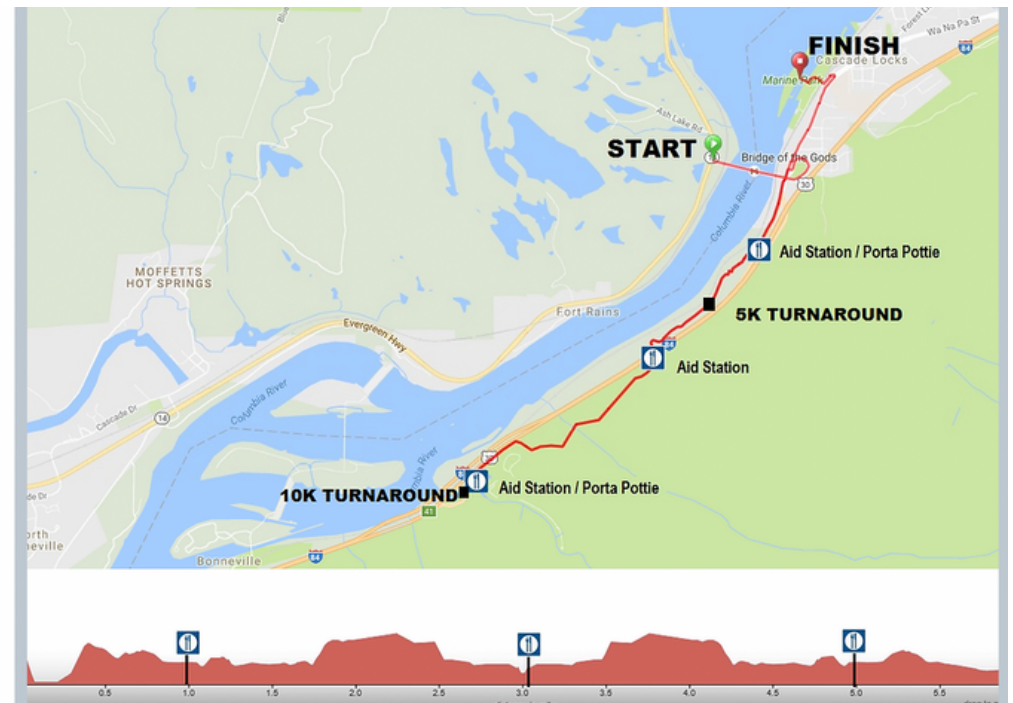 FINISH
Wa Na Pa St
84
Cascade Locks
Marine Park
Ash Lake Rd
START
14
Bridge of the Gods
30
Columbia River
Aid Station / Porta Pottie
MOFFETTS
HOT SPRINGS
5K TURNAROUND
Fort Rains
Evergreen Hwy
84
Aid Station
Columbia River
Cascade Dr
14
30
10K TURNAROUND
Aid Station / Porta Pottie
41
Bonneville
84
0.5
1.0
1.5
2.0
2.5
3.0
3.5
4.0
4.5
5.0
5.5